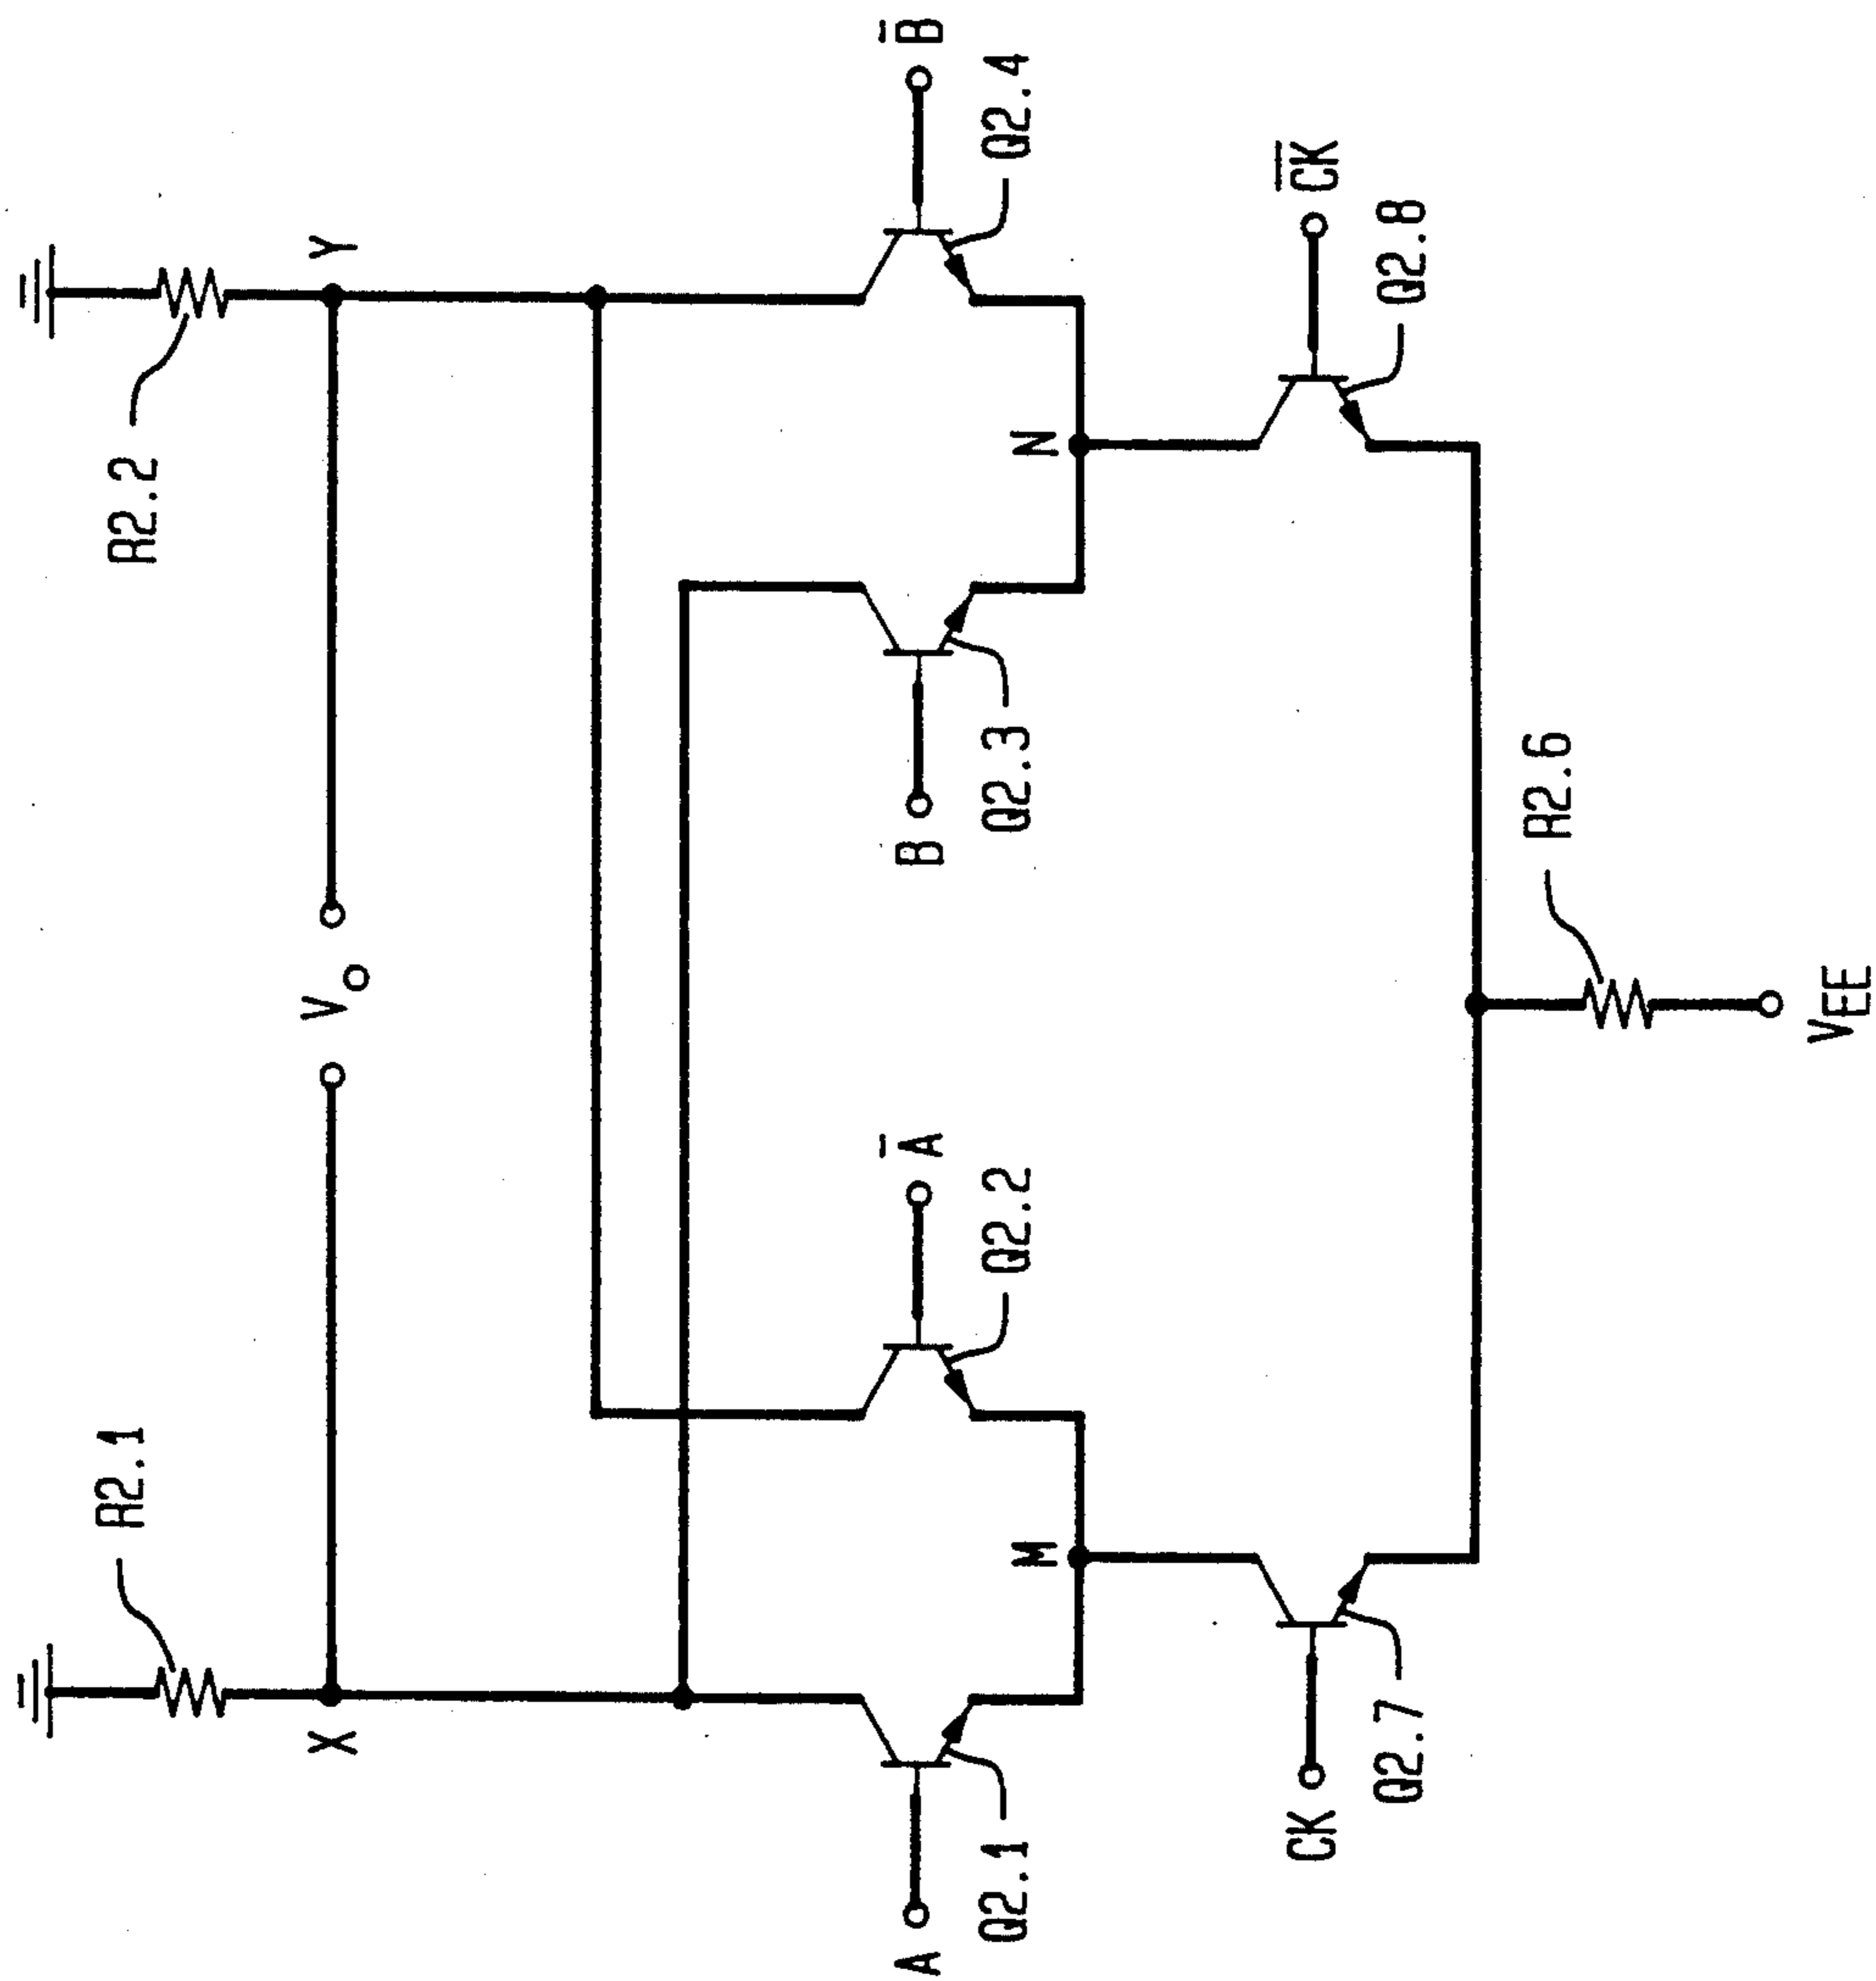 R2.1
R2.2
X
V₀
Y
A
Q2.1
A̅
Q2.2
B
Q2.3
B̅
Q2.4
M
N
CK
Q2.7
C̅K̅
Q2.8
R2.6
VEE